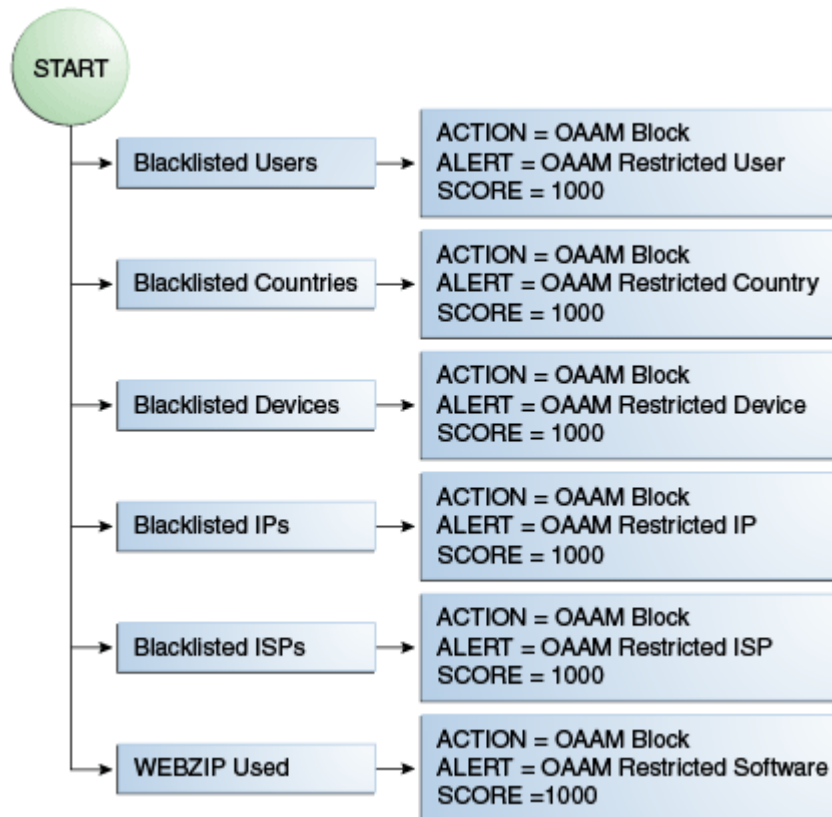 START
Blacklisted Users
ACTION = OAAM Block
ALERT = OAAM Restricted User
SCORE = 1000
Blacklisted Countries
ACTION = OAAM Block
ALERT = OAAM Restricted Country
SCORE = 1000
Blacklisted Devices
ACTION = OAAM Block
ALERT = OAAM Restricted Device
SCORE = 1000
Blacklisted IPs
ACTION = OAAM Block
ALERT = OAAM Restricted IP
SCORE = 1000
Blacklisted ISPs
ACTION = OAAM Block
ALERT = OAAM Restricted ISP
SCORE = 1000
WEBZIP Used
ACTION = OAAM Block
ALERT = OAAM Restricted Software
SCORE =1000